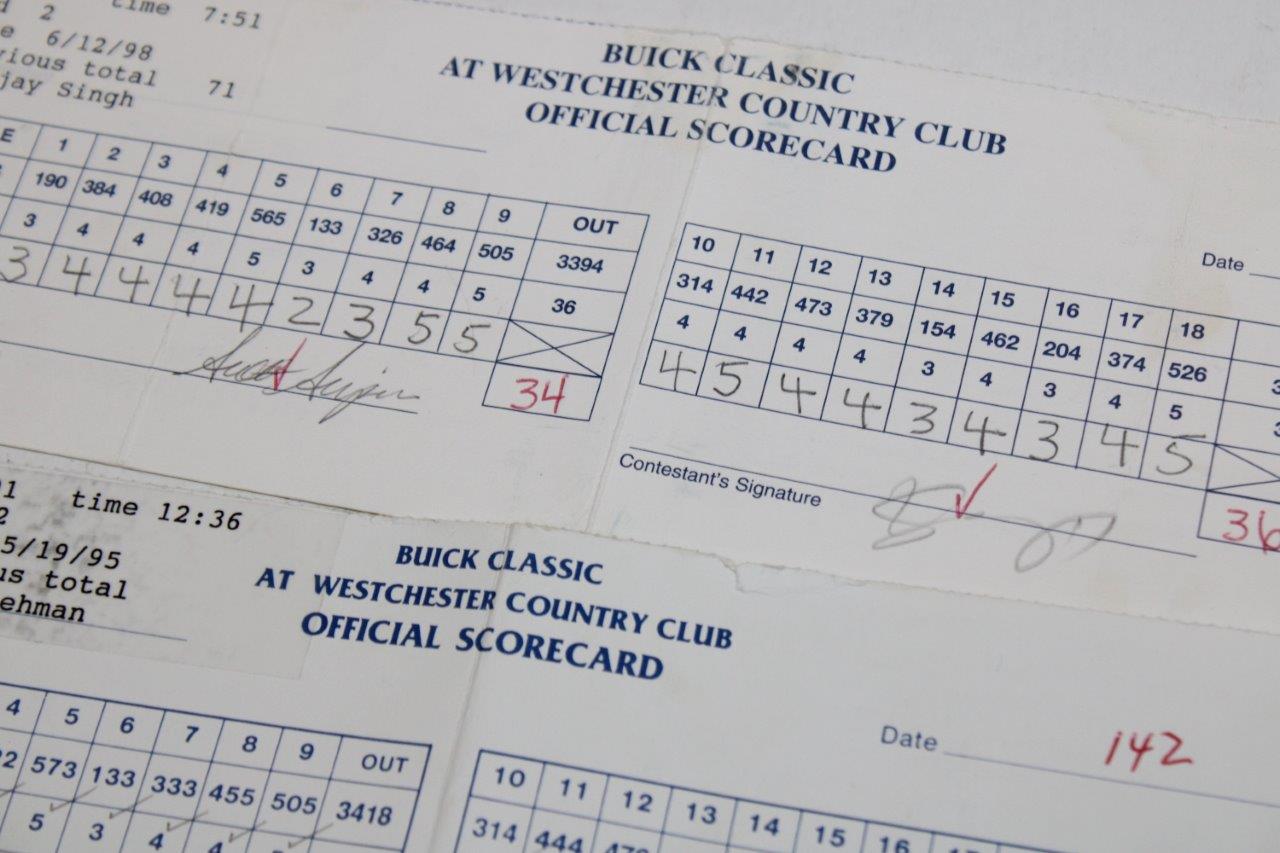 2 time 7:51
6/12/98
vious total 71
jay Singh
BUICK CLASSIC
AT WESTCHESTER COUNTRY CLUB
OFFICIAL SCORECARD
E 1 2 3 4 5 6 7 8 9 OUT
190 384 408 419 565 133 326 464 505 3394
3 4 4 4 5 3 4 4 5 36
3 4 4 4 4 2 3 5 5
34
Date
10 11 12 13 14 15 16 17 18
314 442 473 379 154 462 204 374 526
4 4 4 4 3 4 3 4 5
4 5 4 4 3 4 3 4 5
36
Contestant's Signature
1 time 12:36
2
5/19/95
us total
ehman
BUICK CLASSIC
AT WESTCHESTER COUNTRY CLUB
OFFICIAL SCORECARD
Date 142
4 5 6 7 8 9 OUT
2 573 133 333 455 505 3418
5 3 4 4
10 11 12 13 14 15 16
314 444